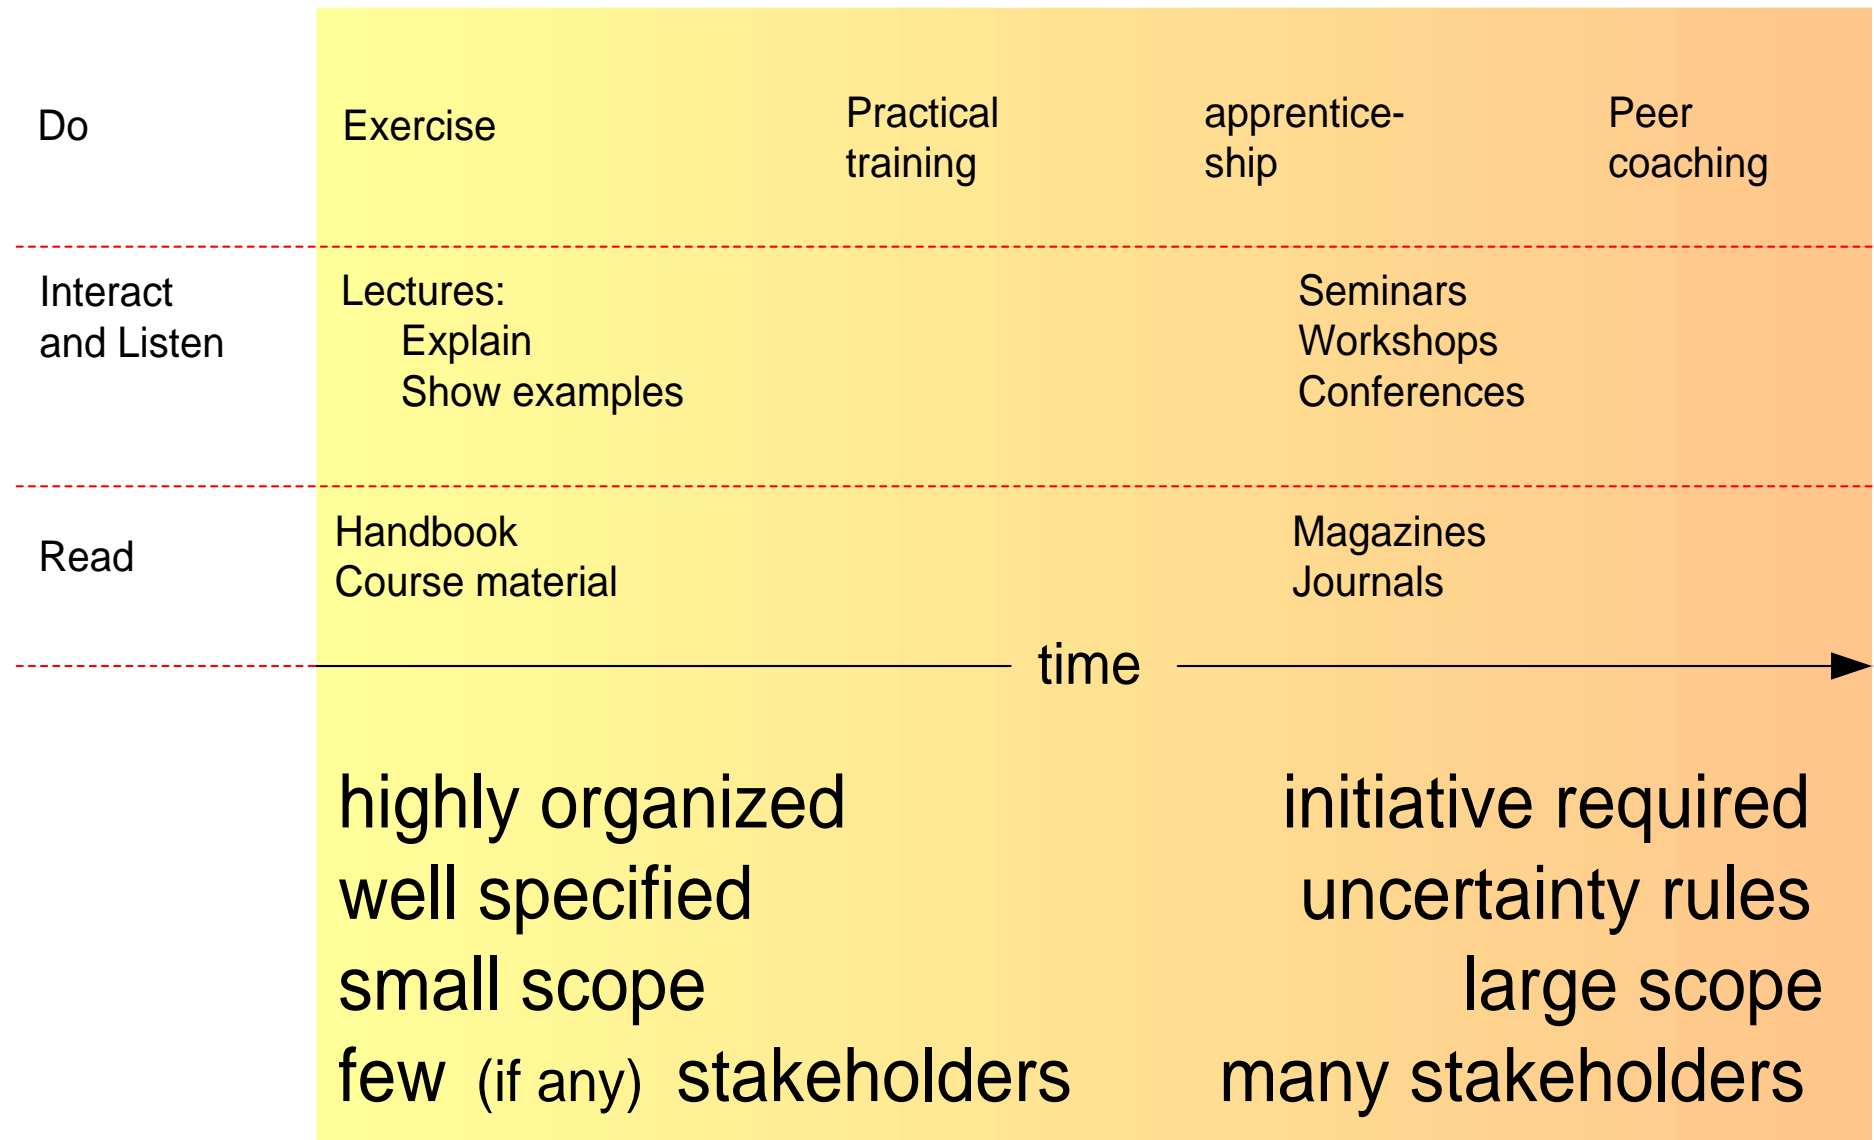 Do
Exercise
Practical
training
apprentice-
ship
Peer
coaching
Interact
and Listen
Lectures:
Explain
Show examples
Seminars
Workshops
Conferences
Read
Handbook
Course material
Magazines
Journals
time
highly organized
well specified
small scope
few (if any) stakeholders
initiative required
uncertainty rules
large scope
many stakeholders